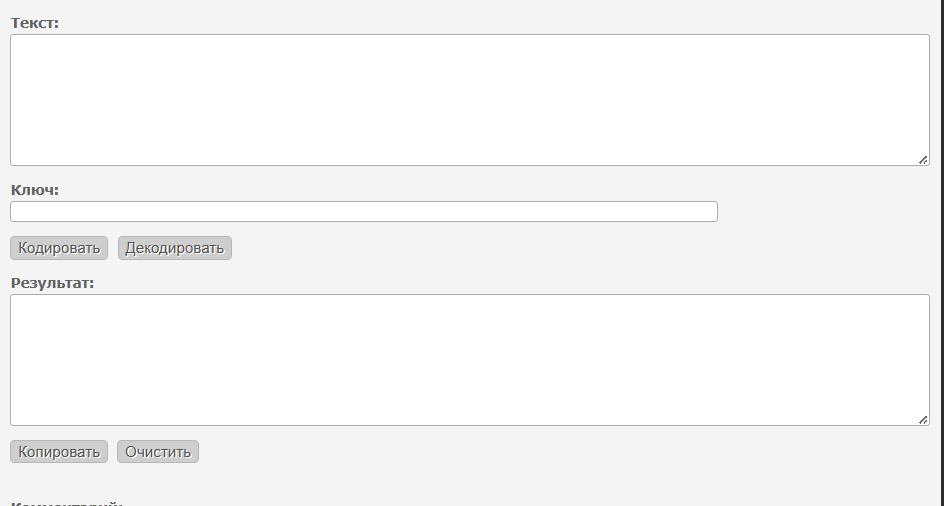 Текст:
Ключ:
Кодировать Декодировать
Результат:
Копировать Очистить